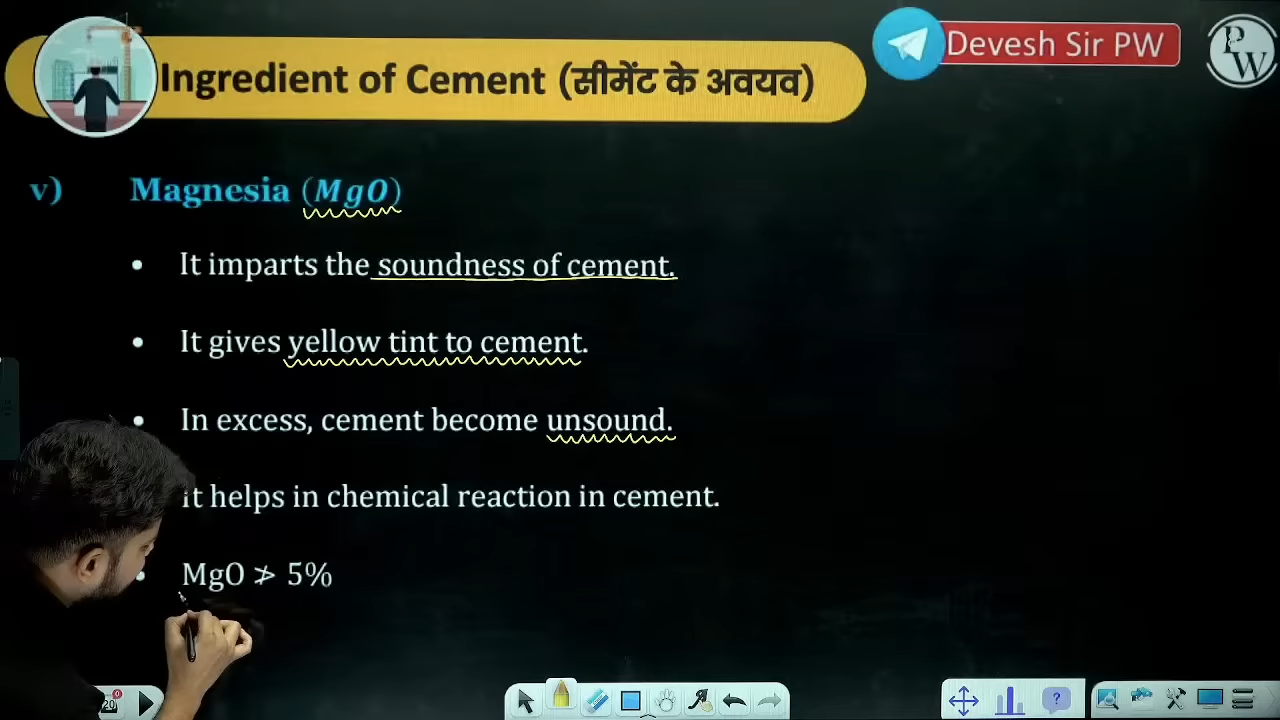 Ingredient of Cement (सीमेंट के अवयव)
Devesh Sir PW
PW
v) Magnesia (MgO)
• It imparts the soundness of cement.
• It gives yellow tint to cement.
• In excess, cement become unsound.
It helps in chemical reaction in cement.
• MgO ≯ 5%